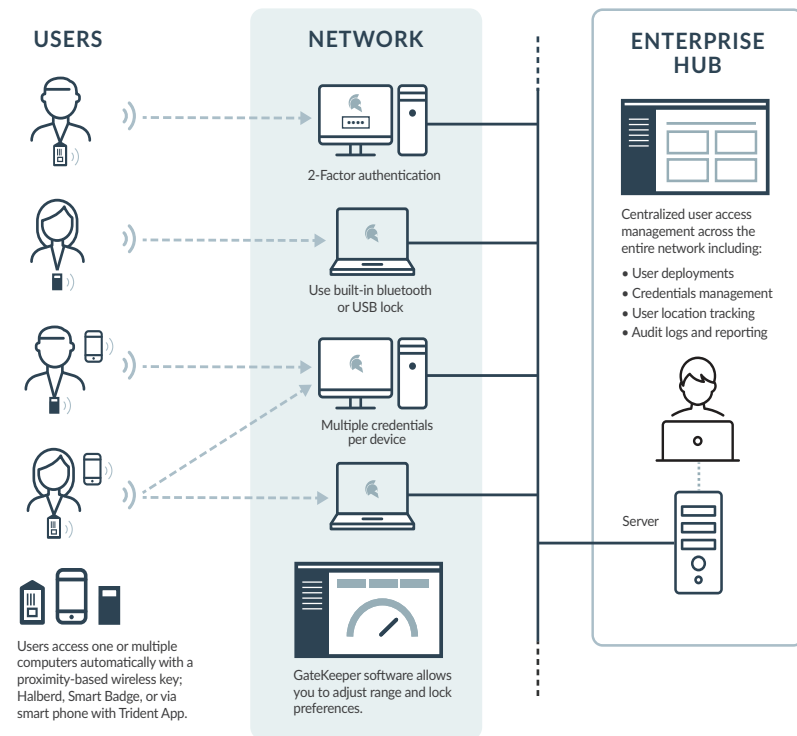 USERS
2-Factor authentication
Use built-in bluetooth
or USB lock
Multiple credentials
per device
Users access one or multiple
computers automatically with a
proximity-based wireless key;
Halberd, Smart Badge, or via
smart phone with Trident App.
NETWORK
GateKeeper software allows
you to adjust range and lock
preferences.
ENTERPRISE
HUB
Centralized user access
management across the
entire network including:
• User deployments
• Credentials management
• User location tracking
• Audit logs and reporting
Server